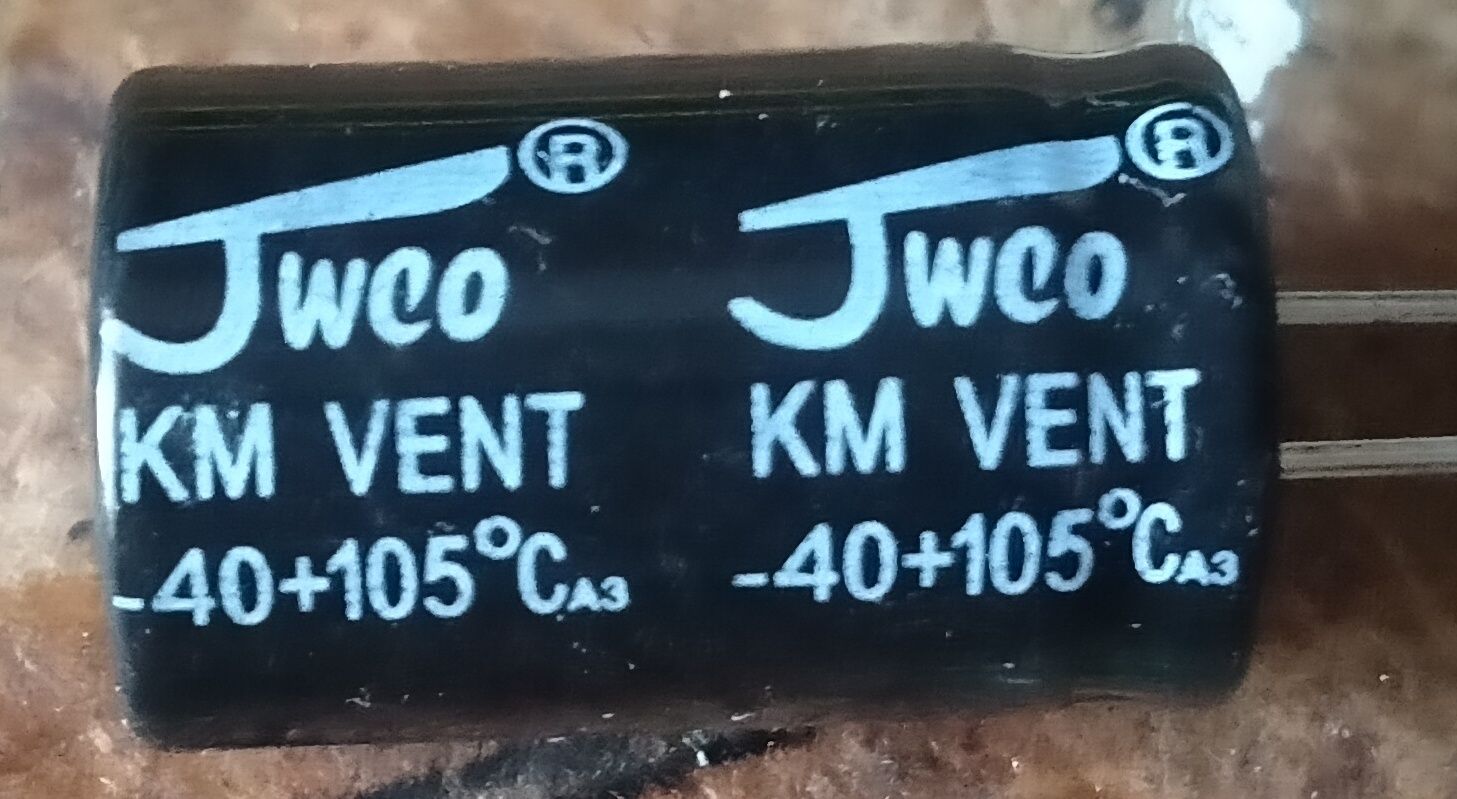 JWCO® JWCO®
KM VENT KM VENT
-40+105°C A3 -40+105°C A3